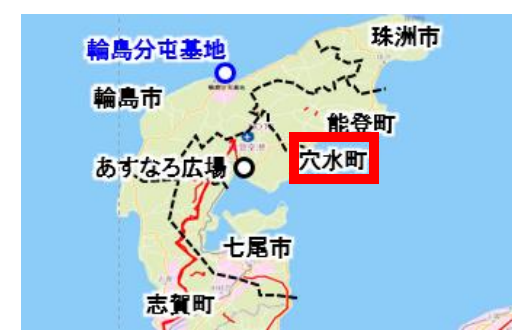 珠洲市
輪島分屯基地
輪島市
能登町
穴水町
あすなろ広場
七尾市
志賀町